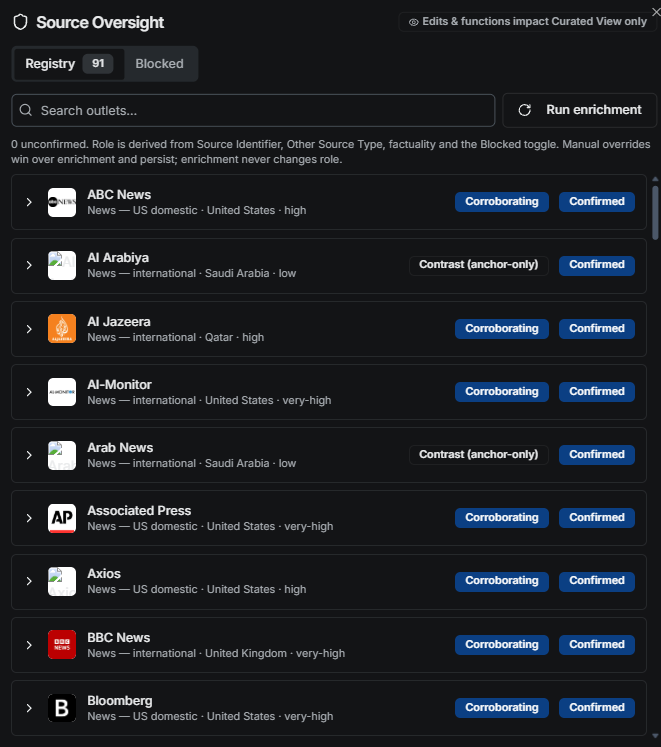 Source Oversight
Edits & functions impact Curated View only
Registry 91 Blocked
Search outlets...
Run enrichment
0 unconfirmed. Role is derived from Source Identifier, Other Source Type, factuality and the Blocked toggle. Manual overrides
win over enrichment and persist; enrichment never changes role.
abc NEWS
ABC News
News — US domestic · United States · high
Corroborating Confirmed
Al Arabiya
News — international · Saudi Arabia · low
Contrast (anchor-only) Confirmed
ALJAZEERA
Al Jazeera
News — international · Qatar · high
Corroborating Confirmed
AL-MONITOR
Al-Monitor
News — international · United States · very-high
Corroborating Confirmed
Arab News
News — international · Saudi Arabia · low
Contrast (anchor-only) Confirmed
AP
Associated Press
News — US domestic · United States · very-high
Corroborating Confirmed
Axios
News — US domestic · United States · high
Corroborating Confirmed
BBC
NEWS
BBC News
News — international · United Kingdom · very-high
Corroborating Confirmed
B
Bloomberg
News — US domestic · United States · very-high
Corroborating Confirmed